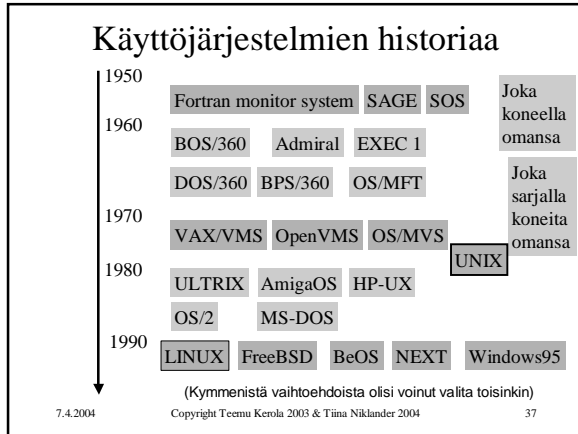 Käyttöjärjestelmien historiaa
1950
Fortran monitor system SAGE SOS
Joka
koneella
omansa
1960
BOS/360 Admiral EXEC 1
DOS/360 BPS/360 OS/MFT
Joka
sarjalla
koneita
omansa
1970
VAX/VMS OpenVMS OS/MVS
UNIX
1980
ULTRIX AmigaOS HP-UX
OS/2 MS-DOS
1990
LINUX FreeBSD BeOS NEXT Windows95
(Kymmenistä vaihtoehdoista olisi voinut valita toisinkin)
7.4.2004 Copyright Teemu Kerola 2003 & Tiina Niklander 2004 37